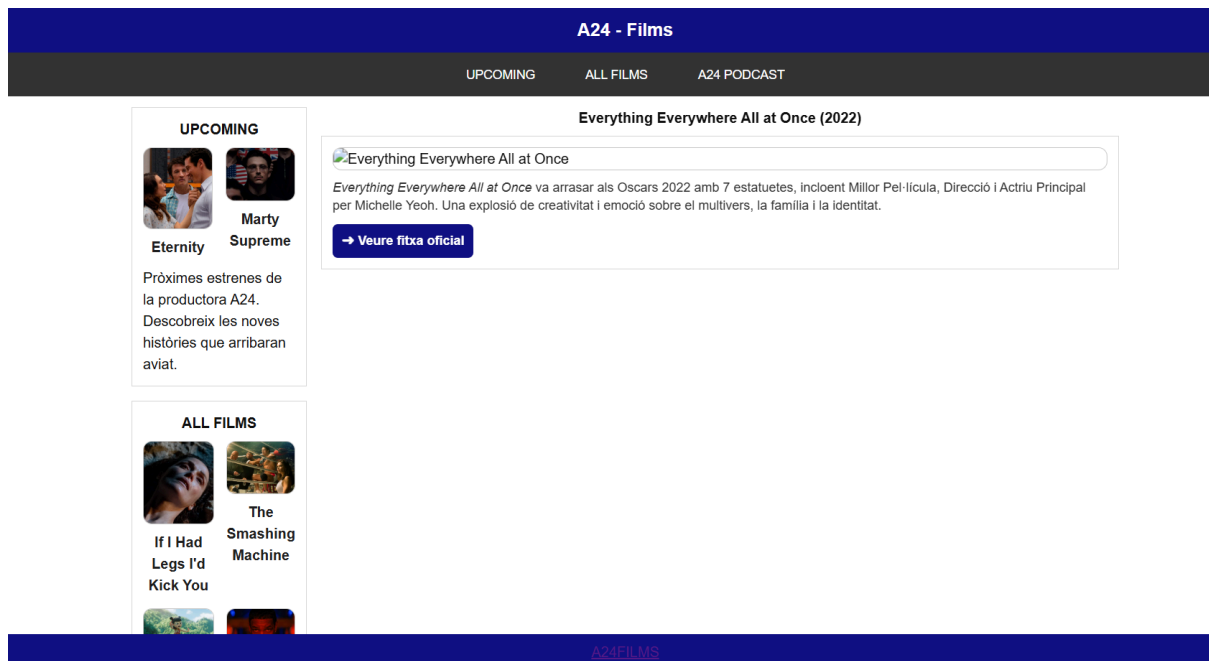 A24 - Films
UPCOMING
ALL FILMS
A24 PODCAST
UPCOMING
Eternity
Marty
Supreme
Pròximes estrenes de
la productora A24.
Descobreix les noves
històries que arribaran
aviat.
ALL FILMS
If I Had
Legs I'd
Kick You
The
Smashing
Machine
Everything Everywhere All at Once (2022)
Everything Everywhere All at Once
Everything Everywhere All at Once va arrasar als Oscars 2022 amb 7 estatuetes, incloent Millor Pel·lícula, Direcció i Actriu Principal
per Michelle Yeoh. Una explosió de creativitat i emoció sobre el multivers, la família i la identitat.
➜ Veure fitxa oficial
A24FILMS